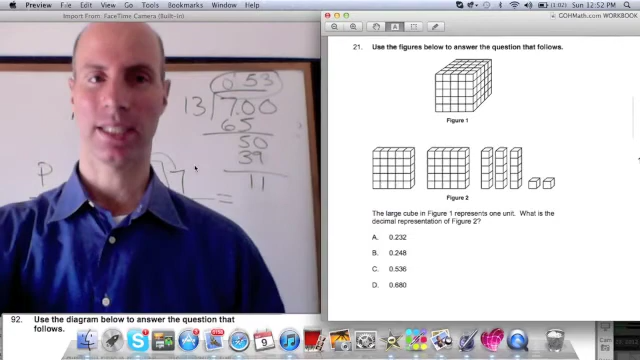 Preview File Edit View Go Tools Window Help
(1:02) Sun 12:52 PM
Import From FaceTime Camera (Built-in)
GOHMath.com WORKBOOK
0.53
13 7.00
65
50
39
11
P
7
=
21. Use the figures below to answer the question that follows.
Figure 1
Figure 2
The large cube in Figure 1 represents one unit. What is the
decimal representation of Figure 2?
A. 0.232
B. 0.248
C. 0.536
D. 0.680
92. Use the diagram below to answer the question that
follows.
9